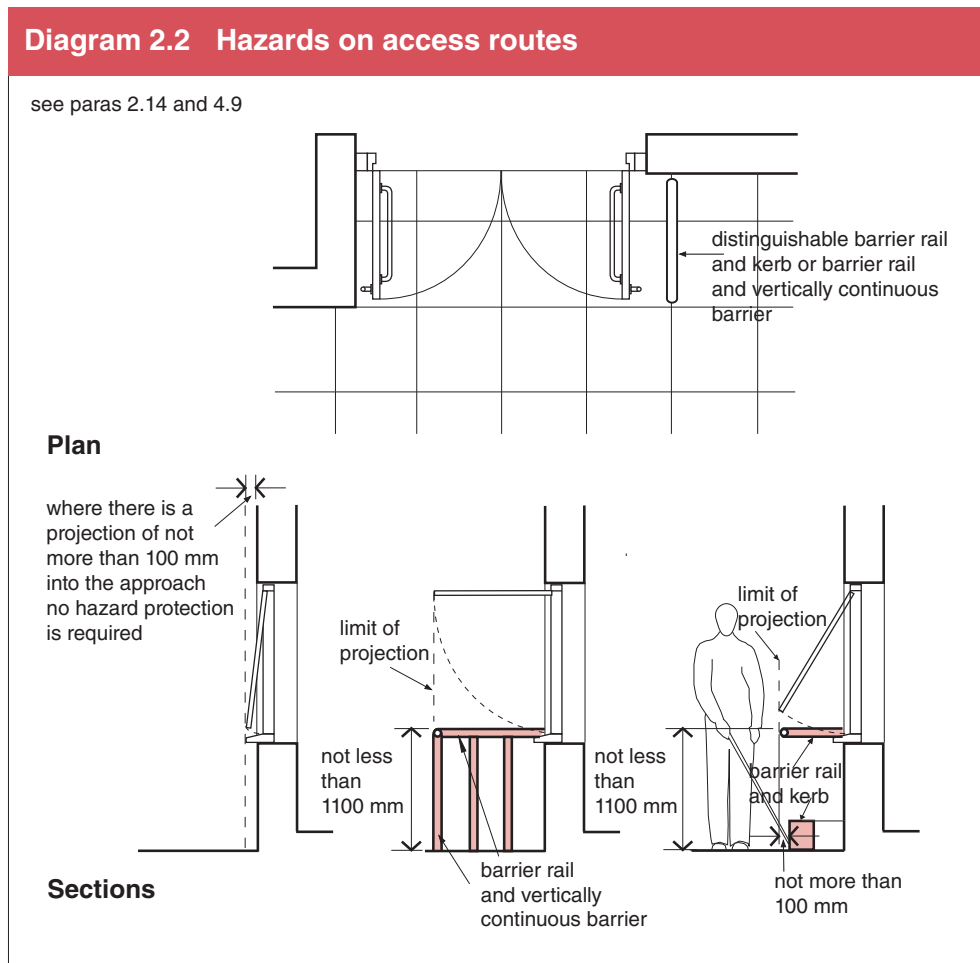 Diagram 2.2 Hazards on access routes
see paras 2.14 and 4.9
distinguishable barrier rail
and kerb or barrier rail
and vertically continuous
barrier
Plan
where there is a
projection of not
more than 100 mm
into the approach
no hazard protection
is required
limit of
projection
not less
than
1100 mm
barrier rail
and vertically
continuous barrier
limit of
projection
not less
than
1100 mm
barrier rail
and kerb
not more than
100 mm
Sections